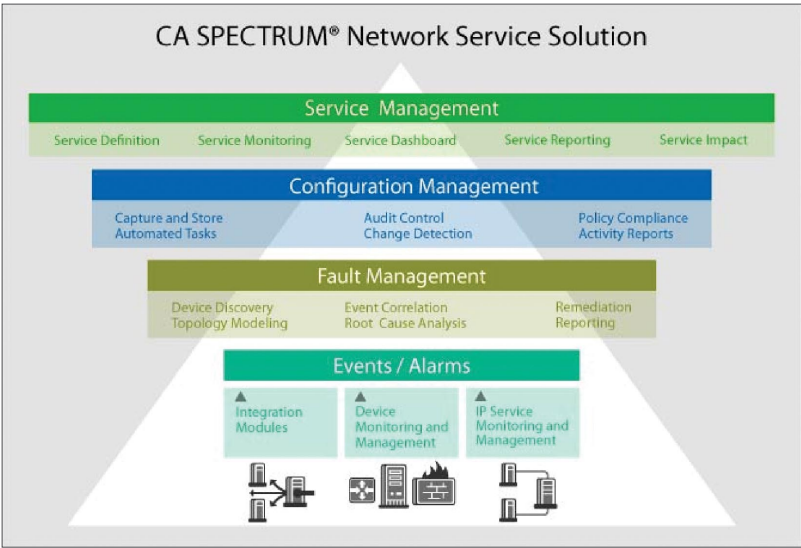 CA SPECTRUM® Network Service Solution
Service Management
Service Definition Service Monitoring Service Dashboard Service Reporting Service Impact
Configuration Management
Capture and Store Audit Control Policy Compliance
Automated Tasks Change Detection Activity Reports
Fault Management
Device Discovery Event Correlation Remediation
Topology Modeling Root Cause Analysis Reporting
Events / Alarms
Integration
Modules
Device
Monitoring and
Management
IP Service
Monitoring and
Management